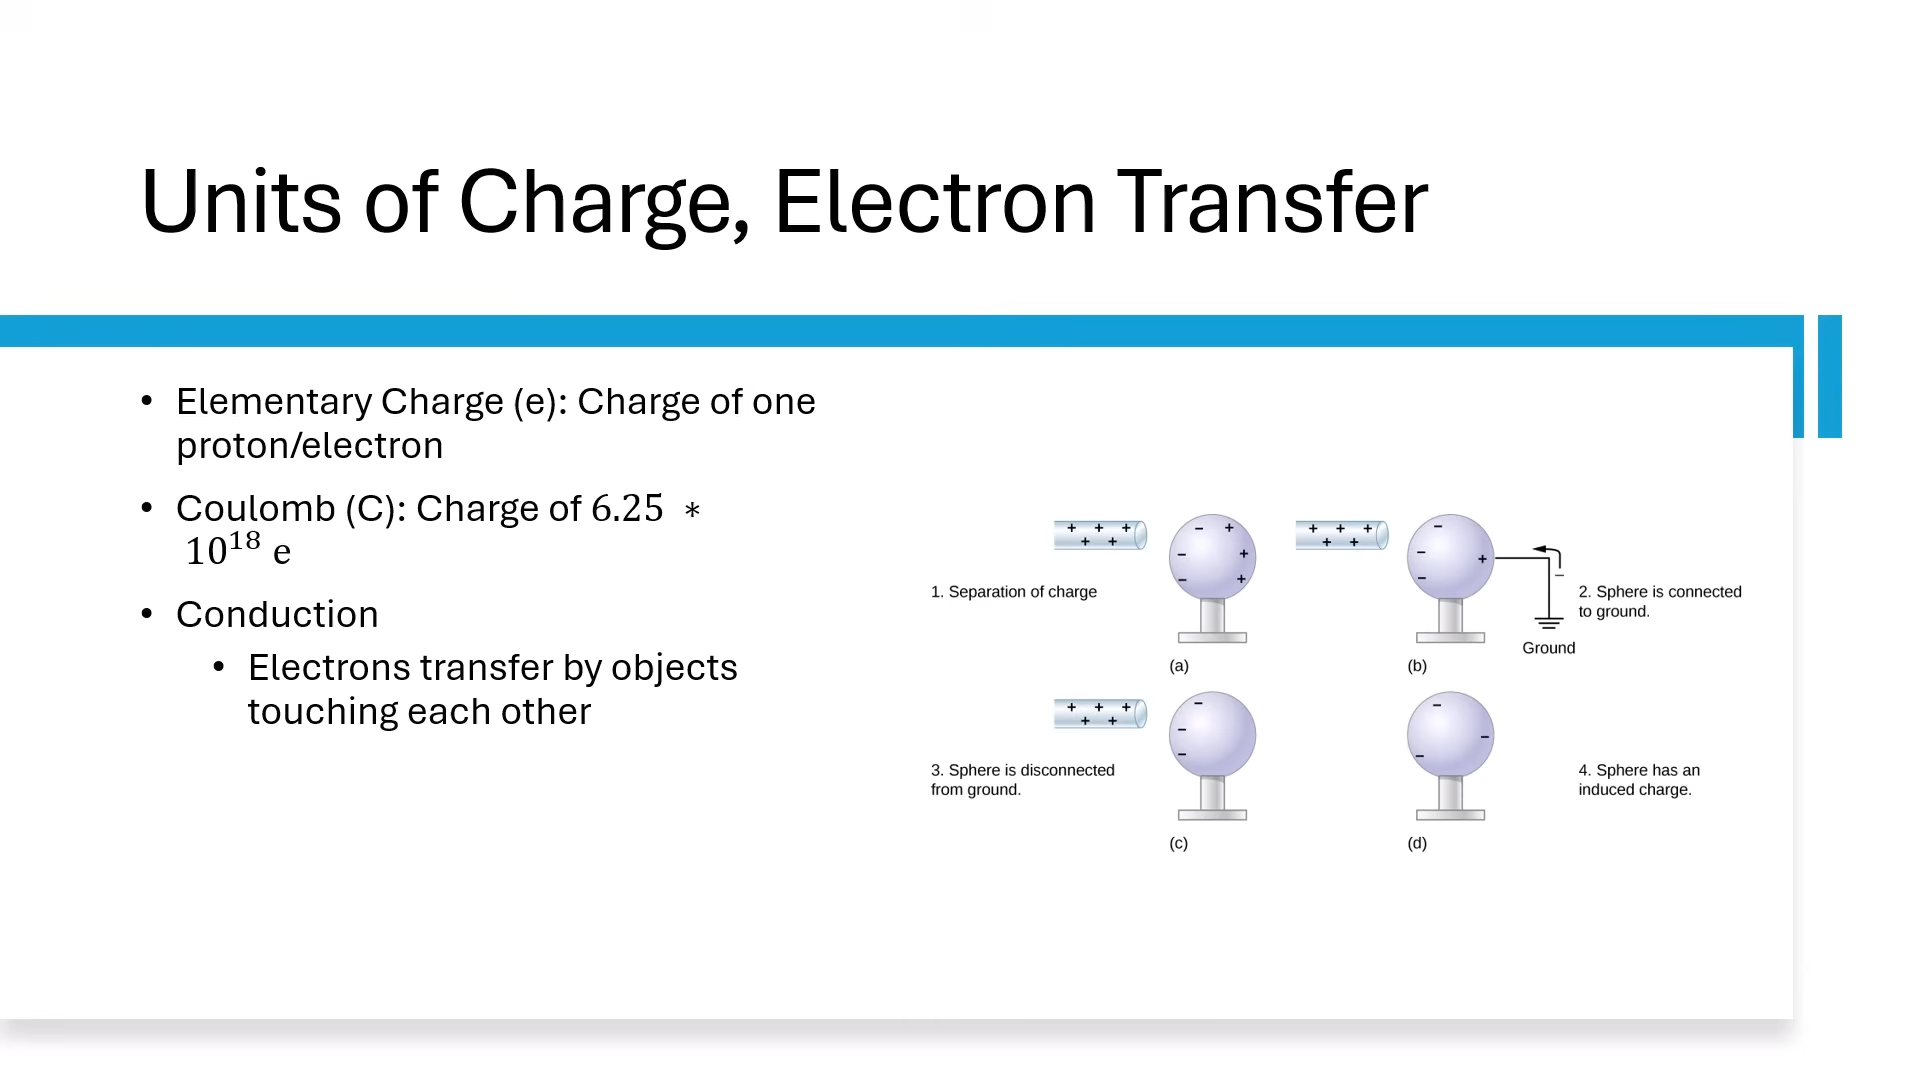 Units of Charge, Electron Transfer
• Elementary Charge (e): Charge of one
proton/electron
• Coulomb (C): Charge of 6.25 ∗
10¹⁸ e
• Conduction
• Electrons transfer by objects
touching each other
+ + +
+ +
− +
− +
− +
1. Separation of charge
(a)
+ + +
+ +
−
− +
−
−
2. Sphere is connected
to ground.
Ground
(b)
+ + +
+ +
−
−
−
3. Sphere is disconnected
from ground.
(c)
−
−
−
4. Sphere has an
induced charge.
(d)